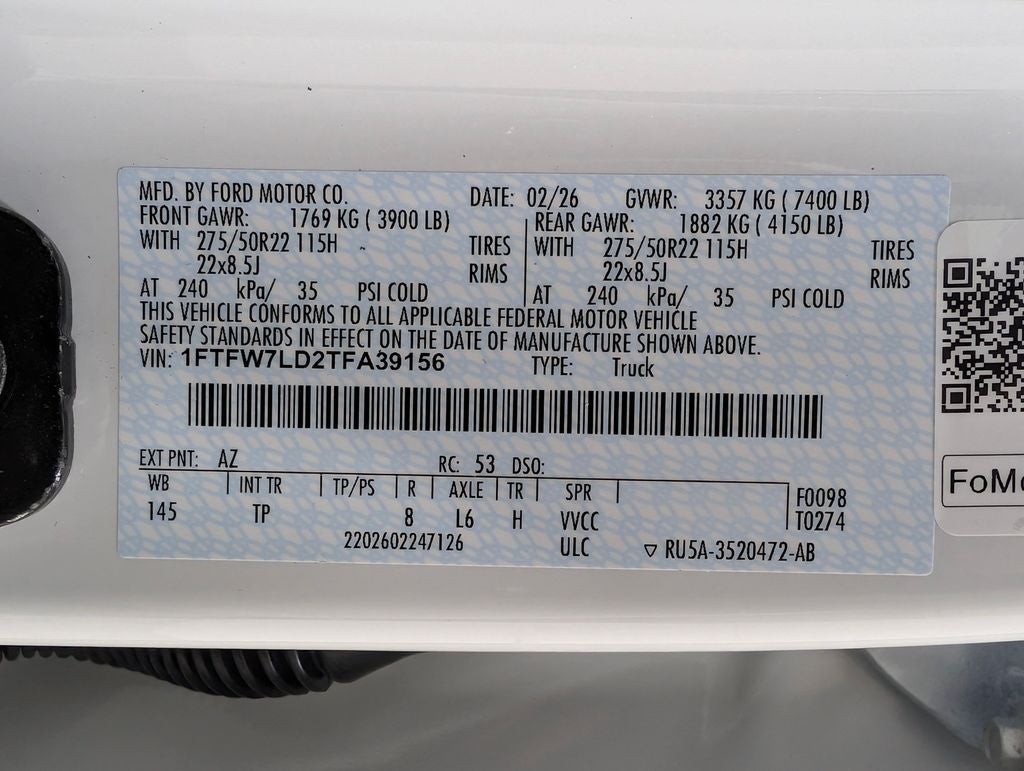 MFD. BY FORD MOTOR CO. DATE: 02/26 GVWR: 3357 KG ( 7400 LB)
FRONT GAWR: 1769 KG ( 3900 LB) REAR GAWR: 1882 KG ( 4150 LB)
WITH 275/50R22 115H TIRES WITH 275/50R22 115H TIRES
22x8.5J RIMS 22x8.5J RIMS
AT 240 kPa/ 35 PSI COLD AT 240 kPa/ 35 PSI COLD
THIS VEHICLE CONFORMS TO ALL APPLICABLE FEDERAL MOTOR VEHICLE
SAFETY STANDARDS IN EFFECT ON THE DATE OF MANUFACTURE SHOWN ABOVE.
VIN: 1FTFW7LD2TFA39156 TYPE: Truck
EXT PNT: AZ RC: 53 DSO:
WB INT TR TP/PS R AXLE TR SPR F0098
145 TP 8 L6 H VVCC T0274
2202602247126 ULC RU5A-3520472-AB